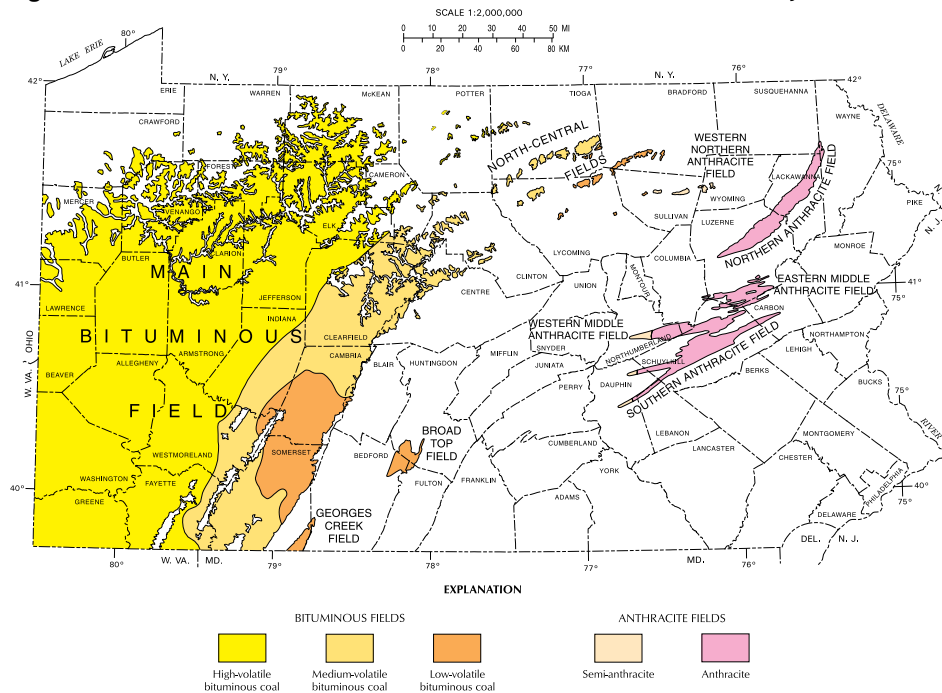 SCALE 1:2,000,000
0 10 20 30 40 50 MI
0 20 40 60 80 KM
LAKE ERIE
80°
79°
78°
77°
76°
42°
N. Y.
N. Y.
42°
ERIE
WARREN
McKEAN
POTTER
TIOGA
BRADFORD
SUSQUEHANNA
WAYNE
DELAWARE
CRAWFORD
FOREST
CAMERON
NORTH-CENTRAL
FIELDS
WESTERN
NORTHERN
ANTHRACITE
FIELD
75°
LACKAWANNA
WYOMING
PIKE
N. J.
MERCER
VENANGO
ELK
SULLIVAN
LUZERNE
NORTHERN ANTHRACITE FIELD
MONROE
BUTLER
CLARION
LYCOMING
COLUMBIA
MAIN
CLINTON
CENTRE
UNION
MONTOUR
EASTERN MIDDLE
ANTHRACITE FIELD
41°
41°
75°
LAWRENCE
JEFFERSON
INDIANA
CARBON
BITUMINOUS
CLEARFIELD
WESTERN MIDDLE
ANTHRACITE FIELD
NORTHUMBERLAND
NORTHAMPTON
OHIO
W. VA.
ARMSTRONG
ALLEGHENY
CAMBRIA
BLAIR
HUNTINGDON
MIFFLIN
SNYDER
JUNIATA
SCHUYLKILL
LEHIGH
BEAVER
PERRY
DAUPHIN
SOUTHERN ANTHRACITE FIELD
BERKS
BUCKS
75°
FIELD
BROAD
TOP
FIELD
RIVER
LEBANON
MONTGOMERY
WESTMORELAND
SOMERSET
BEDFORD
CUMBERLAND
LANCASTER
CHESTER
WASHINGTON
FAYETTE
FULTON
FRANKLIN
YORK
PHILADELPHIA
40°
75°
40°
GREENE
ADAMS
GEORGES
CREEK
FIELD
DELAWARE
DEL.
N. J.
W. VA.
MD.
MD.
80°
79°
78°
77°
76°
EXPLANATION
BITUMINOUS FIELDS
ANTHRACITE FIELDS
High-volatile
bituminous coal
Medium-volatile
bituminous coal
Low-volatile
bituminous coal
Semi-anthracite
Anthracite